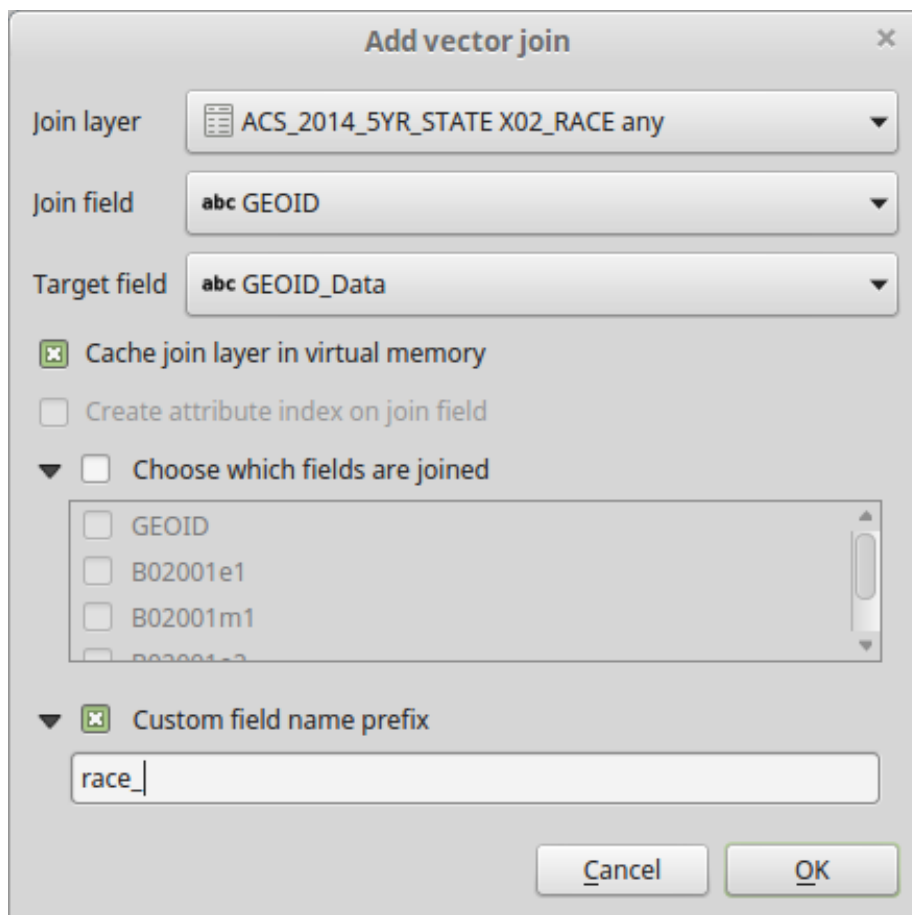 Add vector join
Join layer ACS_2014_5YR_STATE X02_RACE any
Join field abc GEOID
Target field abc GEOID_Data
Cache join layer in virtual memory
Create attribute index on join field
Choose which fields are joined
GEOID
B02001e1
B02001m1
Custom field name prefix
race_
Cancel OK